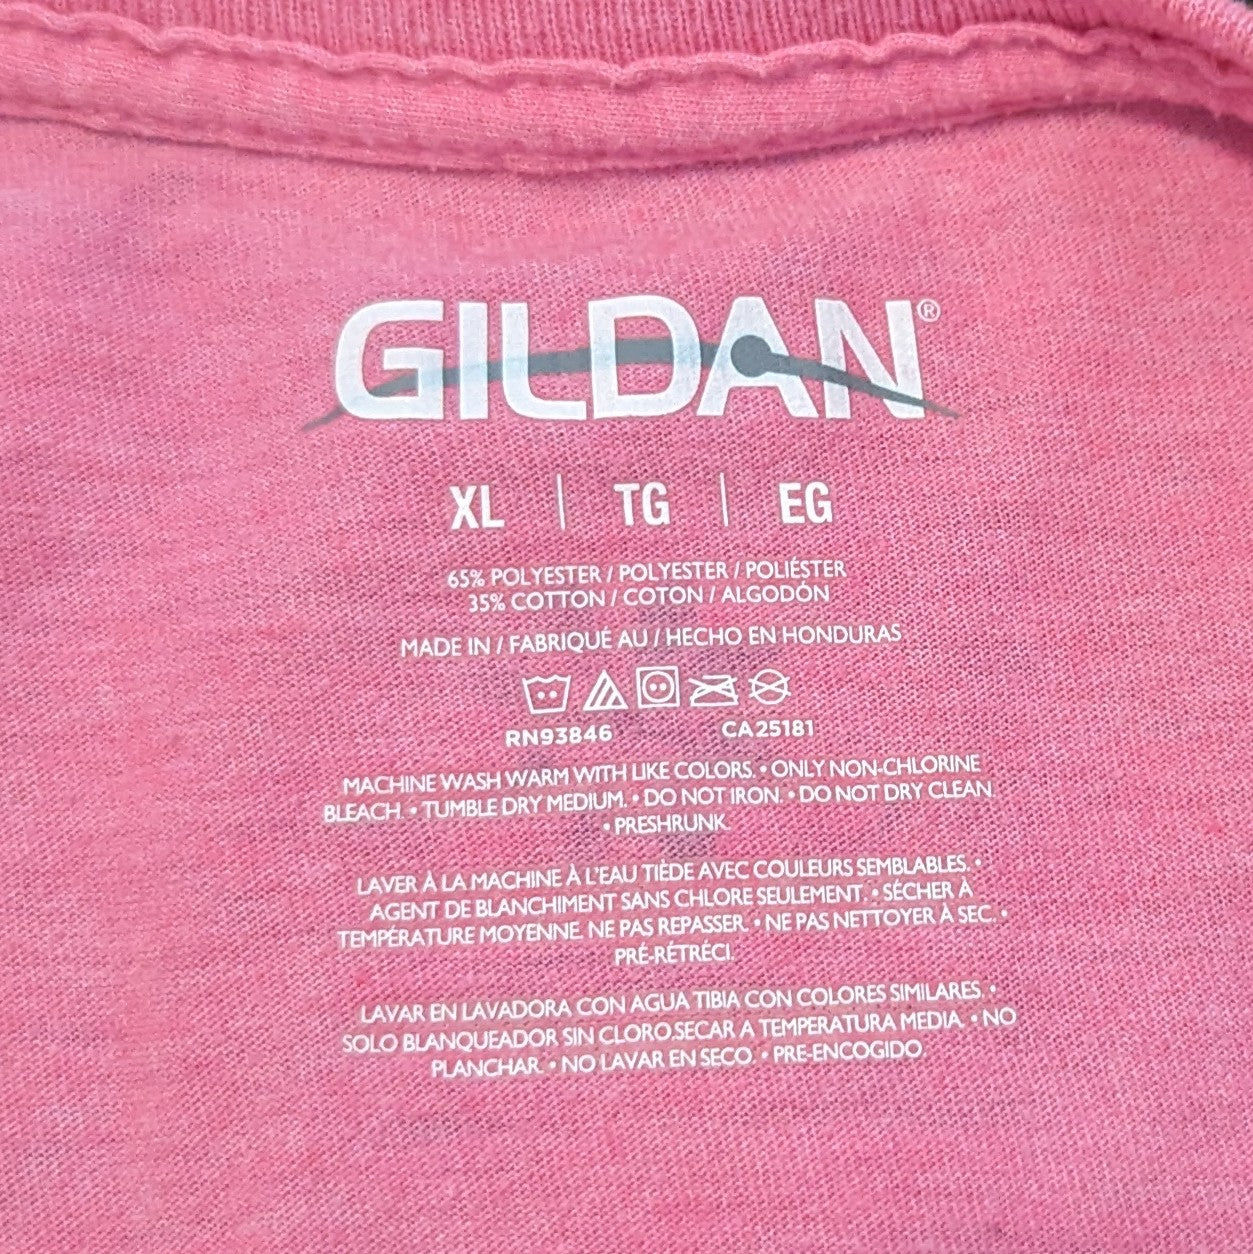 GILDAN®
XL | TG | EG
65% POLYESTER / POLYESTER / POLIÉSTER
35% COTTON / COTON / ALGODÓN
MADE IN / FABRIQUÉ AU / HECHO EN HONDURAS
RN93846 CA25181
MACHINE WASH WARM WITH LIKE COLORS. • ONLY NON-CHLORINE
BLEACH. • TUMBLE DRY MEDIUM. • DO NOT IRON. • DO NOT DRY CLEAN.
• PRESHRUNK.
LAVER À LA MACHINE À L'EAU TIÈDE AVEC COULEURS SEMBLABLES. •
AGENT DE BLANCHIMENT SANS CHLORE SEULEMENT. • SÉCHER À
TEMPÉRATURE MOYENNE. NE PAS REPASSER. • NE PAS NETTOYER À SEC. •
PRÉ-RÉTRÉCI.
LAVAR EN LAVADORA CON AGUA TIBIA CON COLORES SIMILARES. •
SOLO BLANQUEADOR SIN CLORO.SECAR A TEMPERATURA MEDIA. • NO
PLANCHAR. • NO LAVAR EN SECO. • PRE-ENCOGIDO.